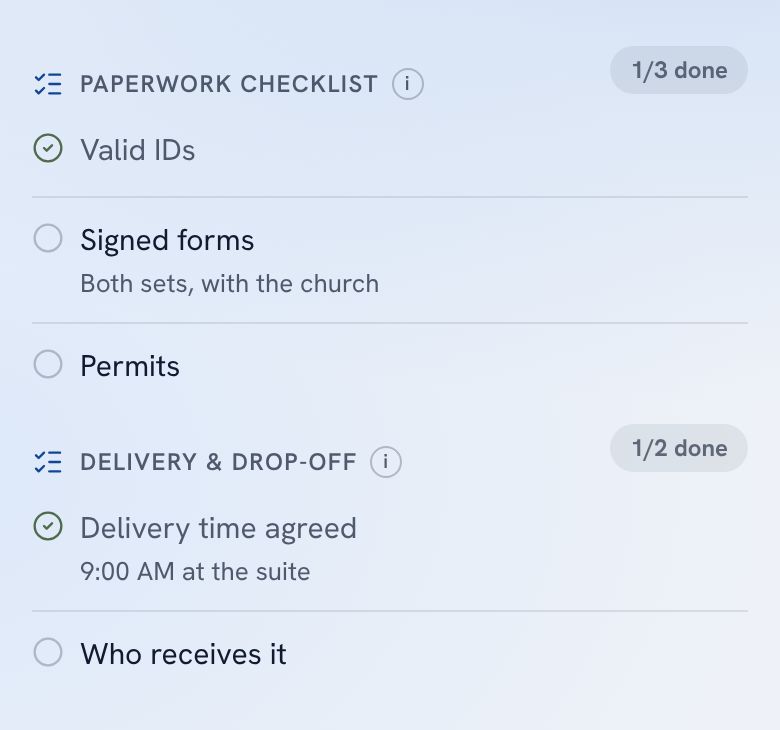 PAPERWORK CHECKLIST i 1/3 done
Valid IDs
Signed forms
Both sets, with the church
Permits
DELIVERY & DROP-OFF i 1/2 done
Delivery time agreed
9:00 AM at the suite
Who receives it